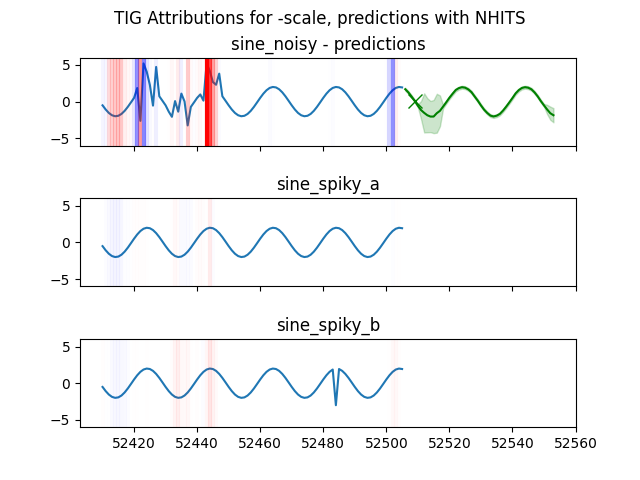 TIG Attributions for -scale, predictions with NHITS
sine_noisy - predictions
5
0
−5
sine_spiky_a
5
0
−5
sine_spiky_b
5
0
−5
52420 52440 52460 52480 52500 52520 52540 52560